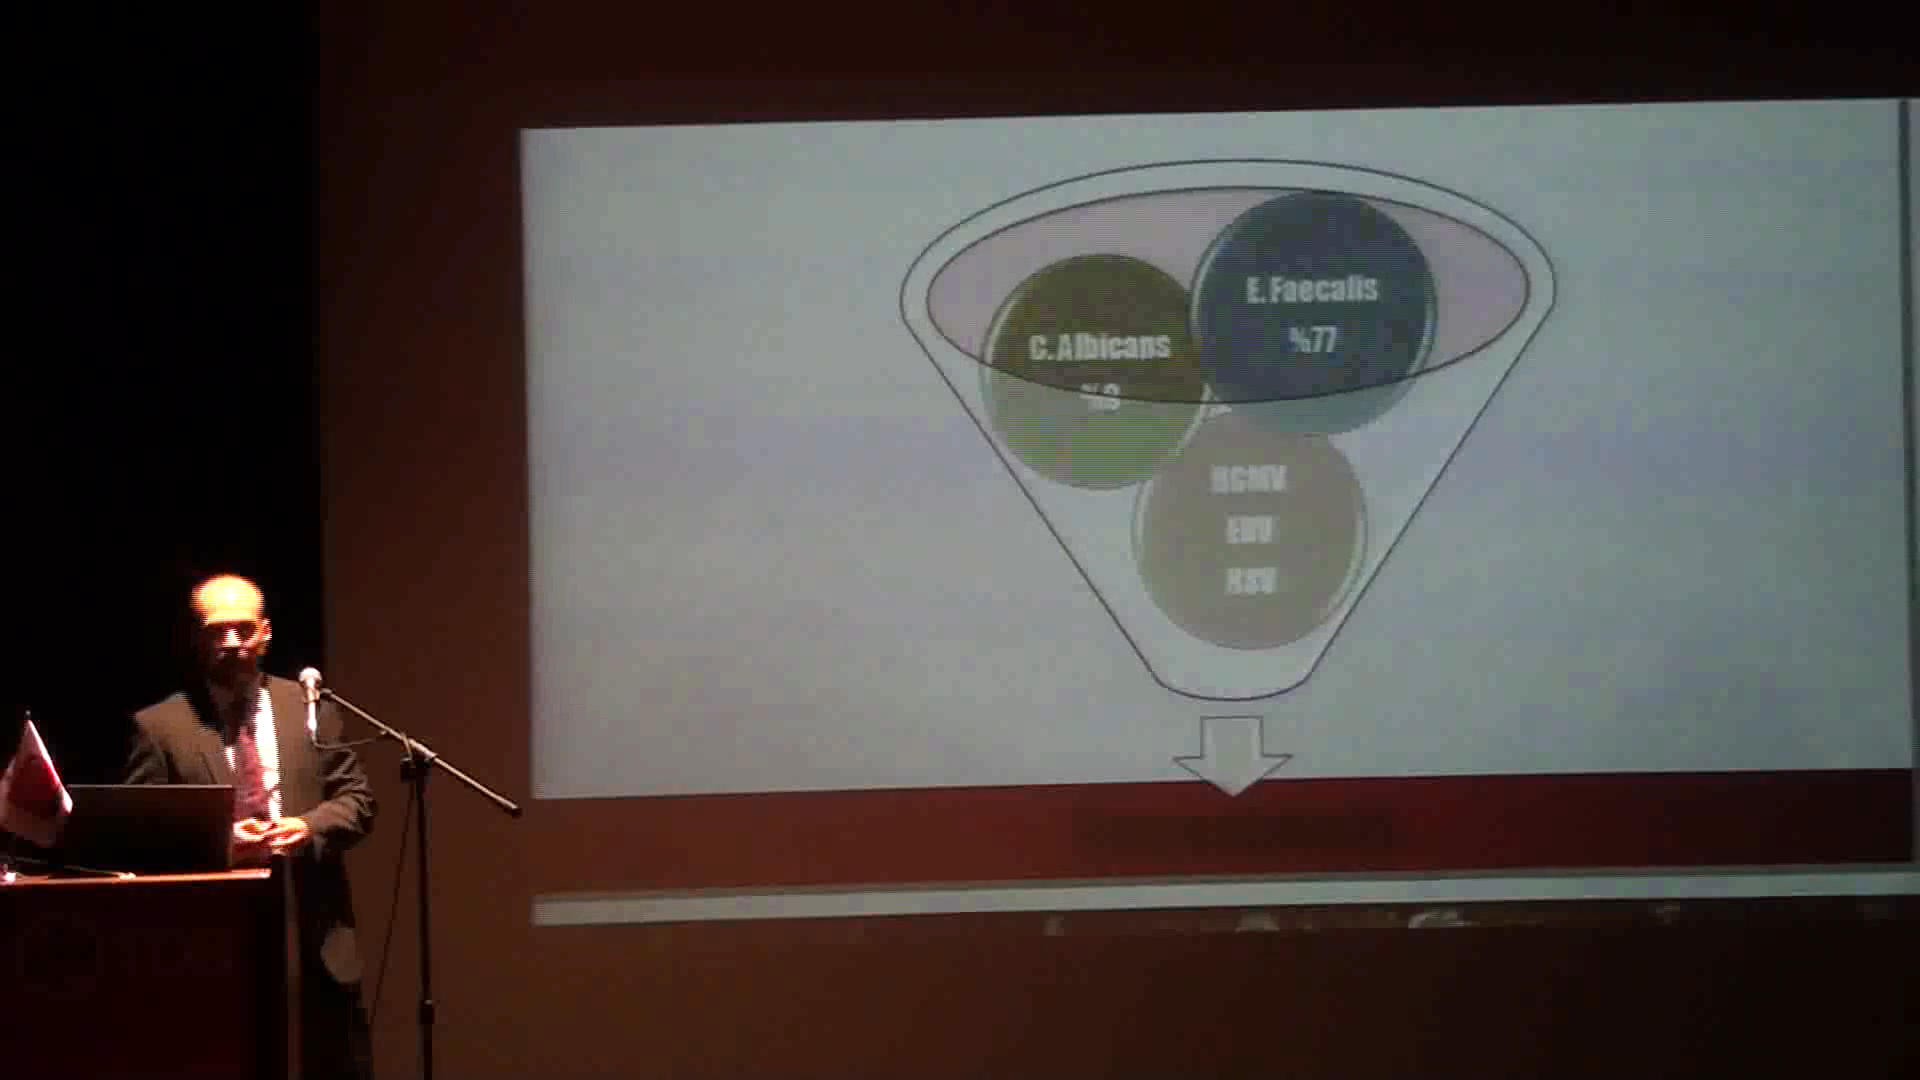 E. Faecalis
%77
C. Albicans
HCMV
EBV
HSV